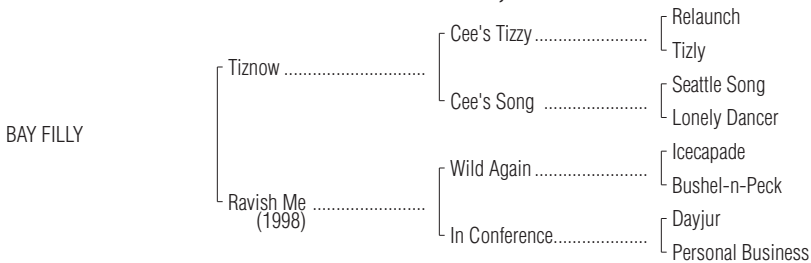 Relaunch
Cee's Tizzy ........................
Tizly
Tiznow ..............................
Seattle Song
Cee's Song ......................
Lonely Dancer
BAY FILLY
Icecapade
Wild Again ........................
Bushel-n-Peck
Ravish Me ........................
(1998)
Dayjur
In Conference....................
Personal Business